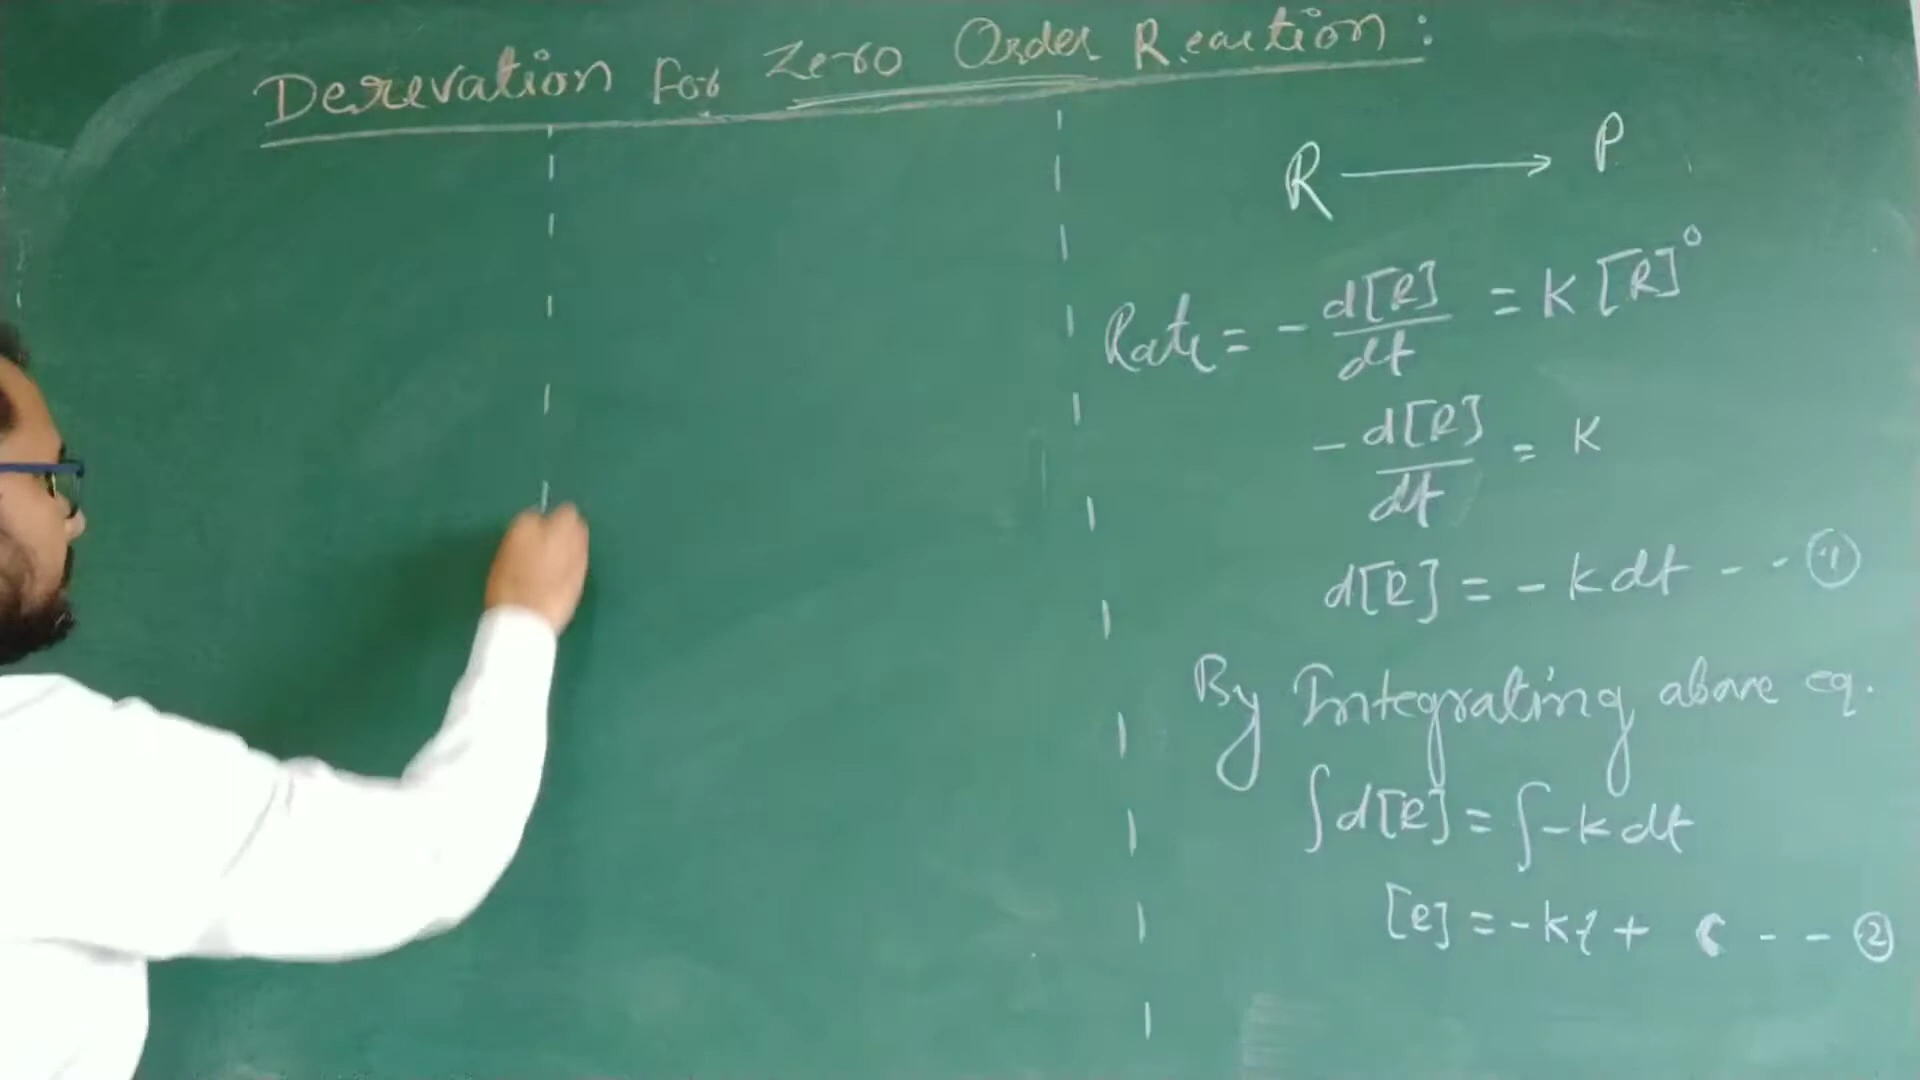 Derevation for Zero Order Reaction :
R ⟶ P
Rate = - d[R]/dt = K [R]°
- d[R]/dt = K
d[R] = - K dt - - ①
By Integrating above eq.
∫d[R] = ∫-K dt
[R] = -Kt + C - - ②